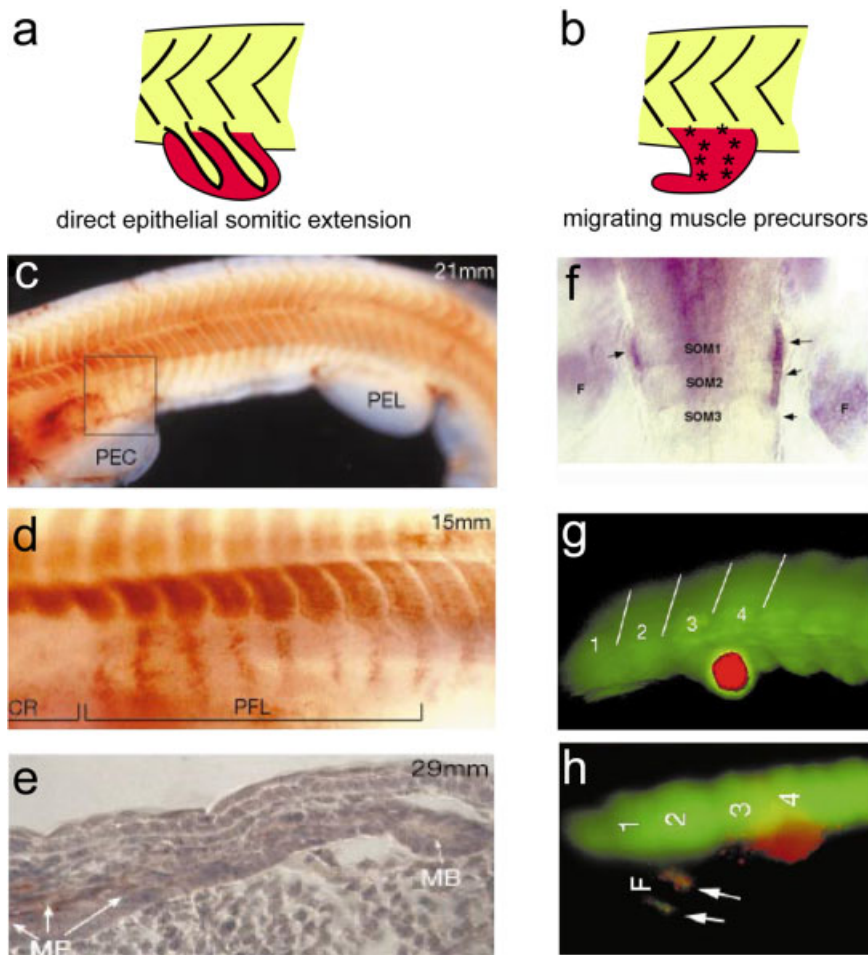 a
b
direct epithelial somitic extension
migrating muscle precursors
c
21mm
PEC
PEL
d
15mm
CR
PFL
e
29mm
MB
f
SOM1
SOM2
SOM3
F
F
g
1
2
3
4
h
1
2
3
4
F